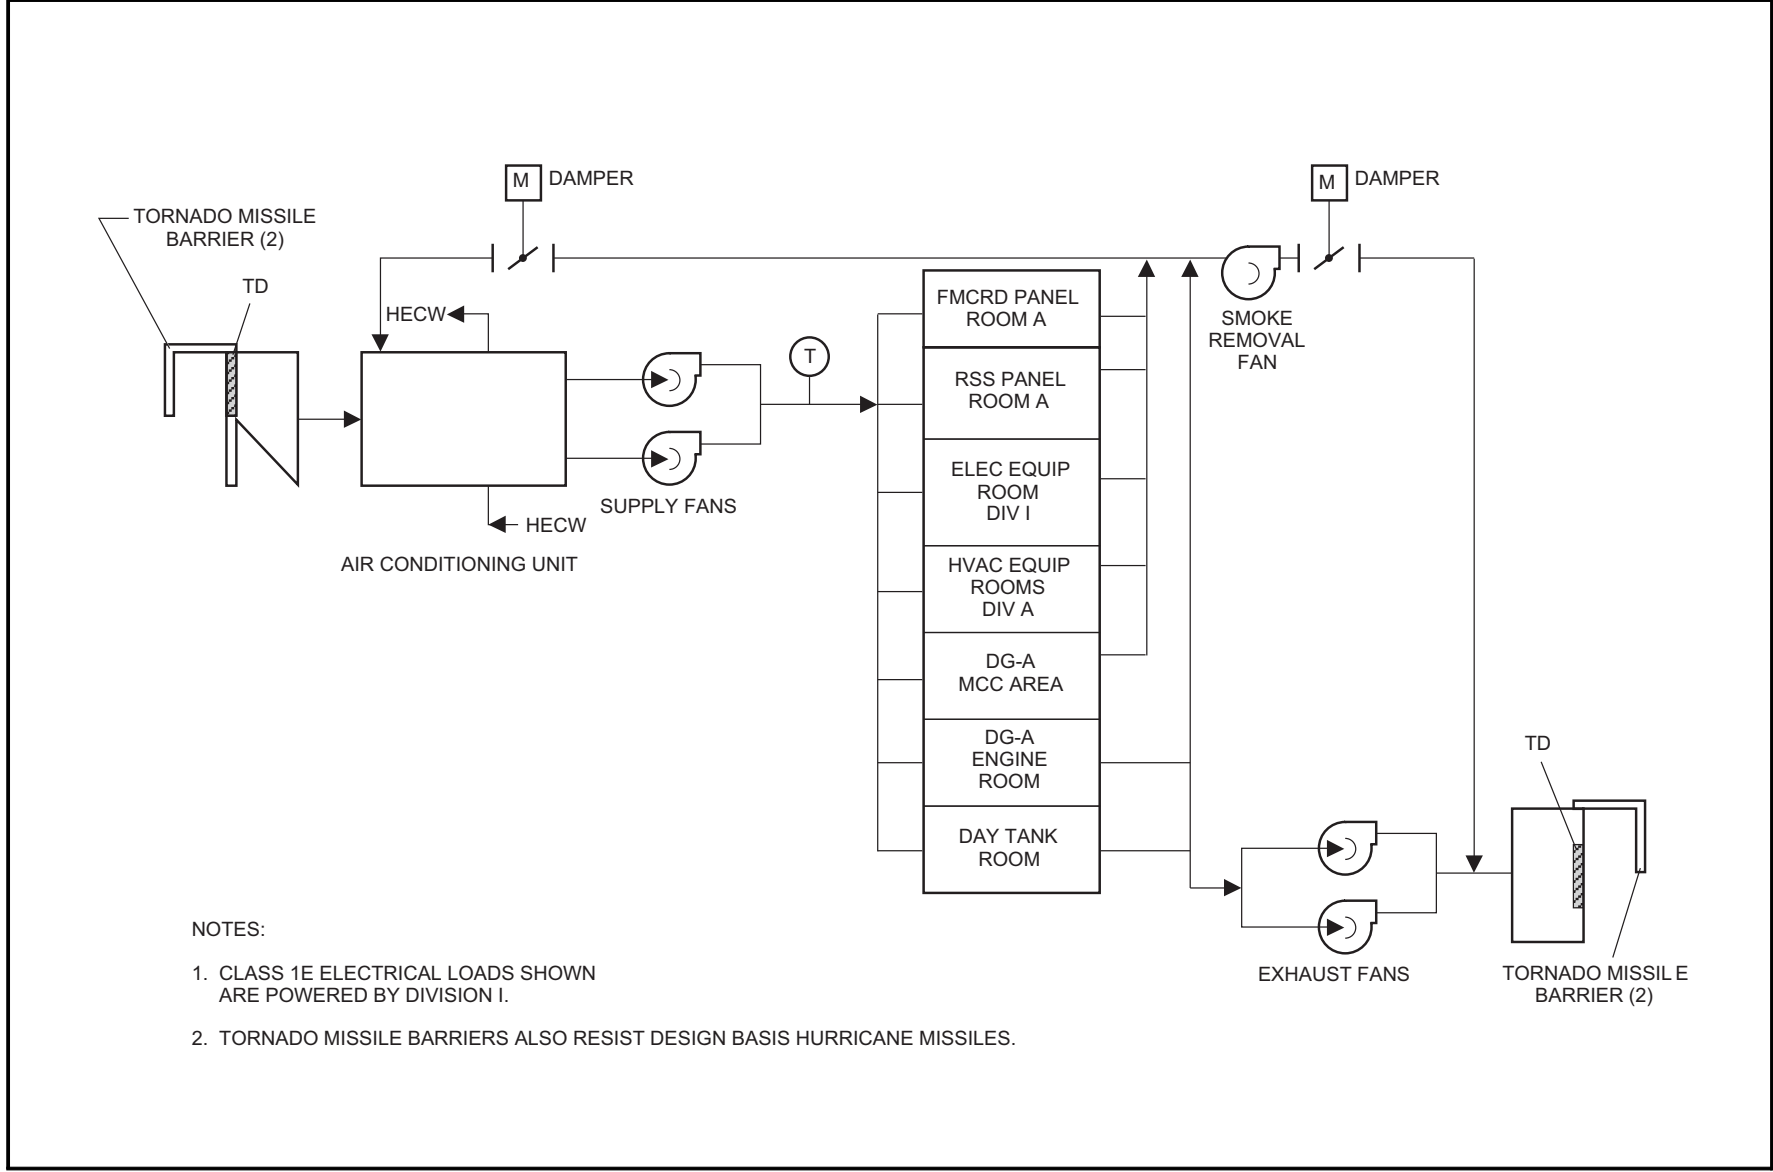 M DAMPER
M DAMPER
TORNADO MISSILE
BARRIER (2)
TD
HECW
FMCRD PANEL
ROOM A
SMOKE
REMOVAL
FAN
T
RSS PANEL
ROOM A
ELEC EQUIP
ROOM
DIV I
SUPPLY FANS
HECW
AIR CONDITIONING UNIT
HVAC EQUIP
ROOMS
DIV A
DG-A
MCC AREA
DG-A
ENGINE
ROOM
TD
DAY TANK
ROOM
EXHAUST FANS
TORNADO MISSIL E
BARRIER (2)
NOTES:
1. CLASS 1E ELECTRICAL LOADS SHOWN
ARE POWERED BY DIVISION I.
2. TORNADO MISSILE BARRIERS ALSO RESIST DESIGN BASIS HURRICANE MISSILES.